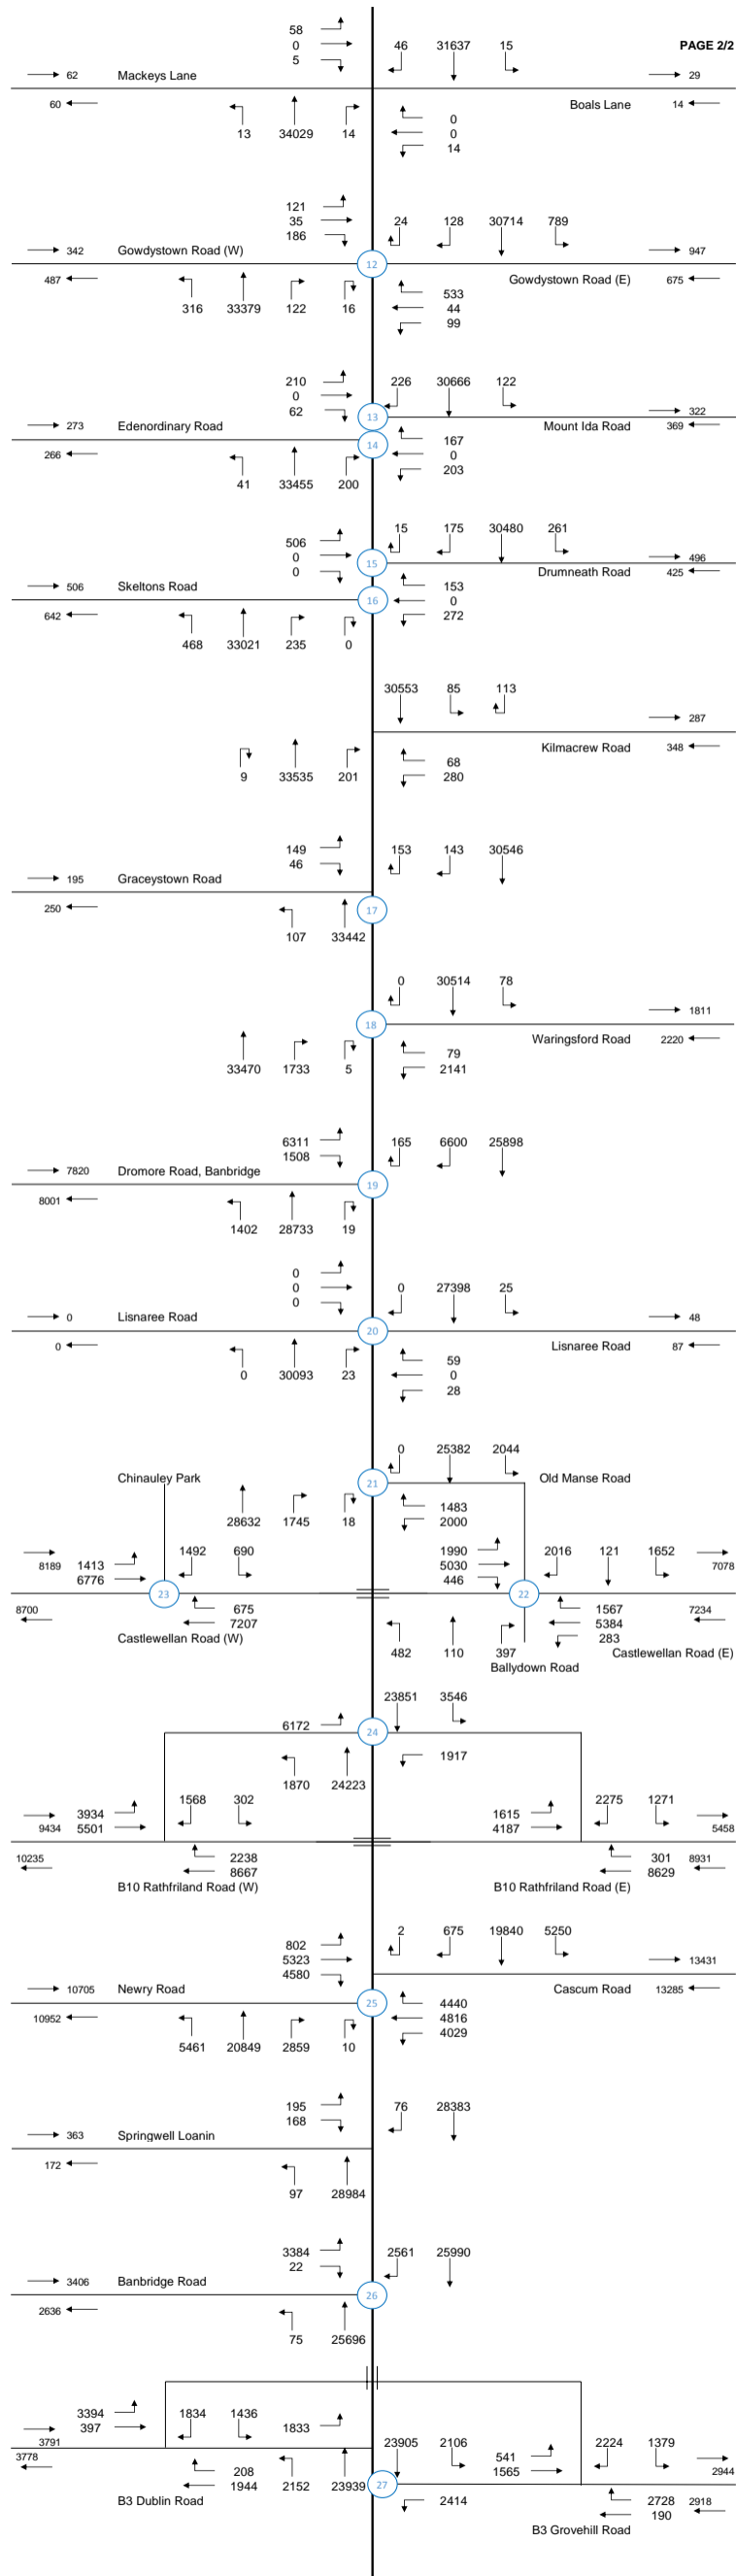 58
0
5
46 31637 15
PAGE 2/2
62 Mackeys Lane 29
60 Boals Lane 14
13 34029 14
0
0
14
121
35
186
24 128 30714 789
342 Gowdystown Road (W) 947
12
487 Gowdystown Road (E) 675
316 33379 122 16
533
44
99
210
0
62
226 30666 122
13
322
273 Edenordinary Road Mount Ida Road 369
14
266
41 33455 200
167
0
203
506
0
0
15 175 30480 261
15
496
506 Skeltons Road Drumneath Road 425
16
642
468 33021 235 0
153
0
272
30553 85 113
287
Kilmacrew Road 348
9 33535 201
68
280
149
46
153 143 30546
195 Graceystown Road
250
17
107 33442
0 30514 78
1811
18
Waringsford Road 2220
33470 1733 5
79
2141
6311
1508
165 6600 25898
7820 Dromore Road, Banbridge
19
8001
1402 28733 19
0
0
0
0 27398 25
0 Lisnaree Road 48
20
0 Lisnaree Road 87
0 30093 23
59
0
28
0 25382 2044
Chinauley Park 21 Old Manse Road
28632 1745 18
1483
2000
8189 1413
6776
1492 690
1990
5030
446
2016 121 1652
7078
23 22
8700 675
7207
1567
5384
283
7234
Castlewellan Road (W)
482 110 397 Castlewellan Road (E)
Ballydown Road
23851 3546
6172 24
1870 24223 1917
9434 3934
5501
1568 302
1615
4187
2275 1271
5458
10235 2238
8667
301
8629
8931
B10 Rathfriland Road (W) B10 Rathfriland Road (E)
802
5323
4580
2 675 19840 5250
13431
10705 Newry Road Cascum Road 13285
25
10952
5461 20849 2859 10
4440
4816
4029
195
168
76 28383
363 Springwell Loanin
172
97 28984
3384
22
2561 25990
3406 Banbridge Road
26
2636
75 25696
3394
397
1834 1436 1833
3791
3778
23905 2106
541
1565
2224 1379
2944
208
1944
2152 23939
27
2414
2728
190
2918
B3 Dublin Road
B3 Grovehill Road